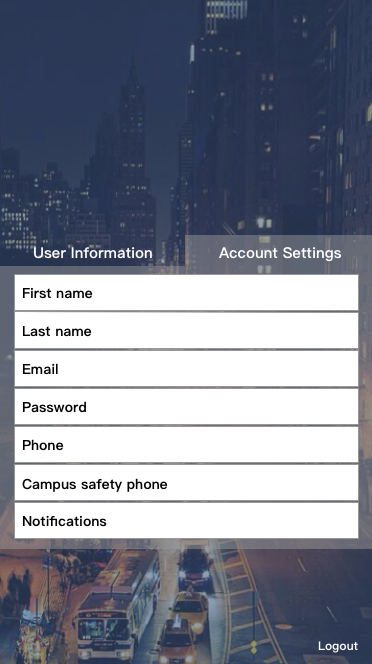 User Information
Account Settings
First name
Last name
Email
Password
Phone
Campus safety phone
Notifications
Logout